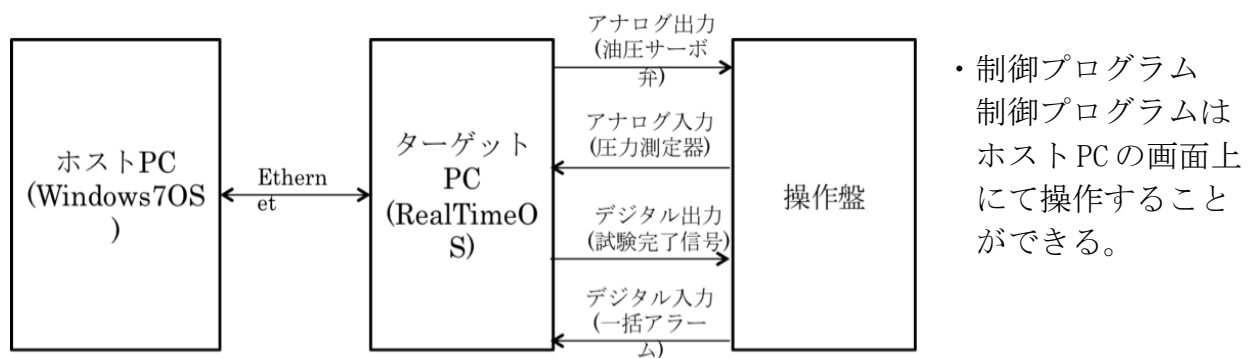 ホストPC
(Windows7OS
)
Ethern
et
ターゲット
PC
(RealTimeO
S)
アナログ出力
(油圧サーボ
弁)
アナログ入力
(圧力測定器)
デジタル出力
(試験完了信号)
デジタル入力
(一括アラー
ム)
操作盤
・制御プログラム
制御プログラムは
ホストPCの画面上
にて操作すること
ができる。